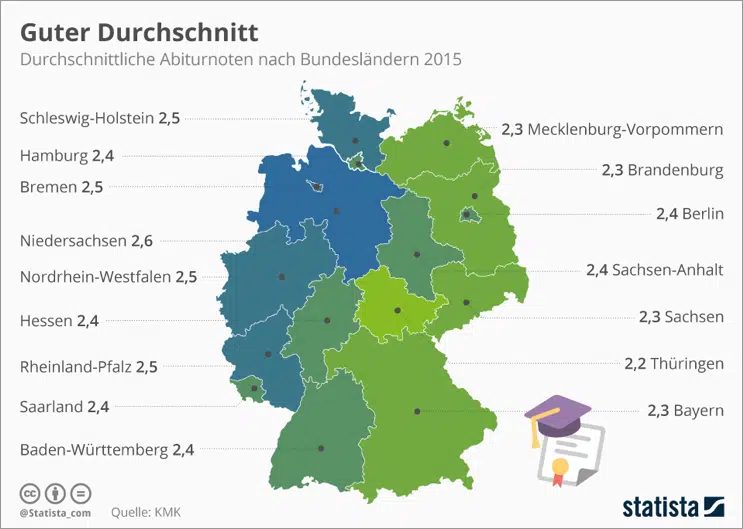 Guter Durchschnitt
Durchschnittliche Abiturnoten nach Bundesländern 2015
Schleswig-Holstein 2,5
Hamburg 2,4
Bremen 2,5
Niedersachsen 2,6
Nordrhein-Westfalen 2,5
Hessen 2,4
Rheinland-Pfalz 2,5
Saarland 2,4
Baden-Württemberg 2,4
2,3 Mecklenburg-Vorpommern
2,3 Brandenburg
2,4 Berlin
2,4 Sachsen-Anhalt
2,3 Sachsen
2,2 Thüringen
2,3 Bayern
cc
@Statista_com
Quelle: KMK
statista